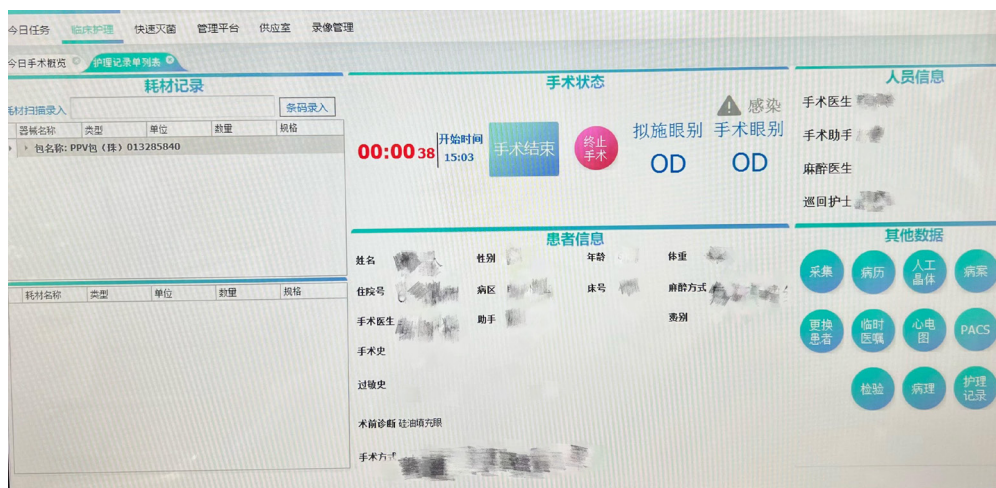 今日任务 临床护理 快速灭菌 管理平台 供应室 录像管理
今日手术概览 护理记录单列表
耗材记录
耗材扫描录入 条码录入
器械名称 类型 单位 数量 规格
包名称: PPV包（株）013285840
耗材名称 类型 单位 数量 规格
手术状态
感染
00:00 38
开始时间
15:03
手术结束
终止
手术
拟施眼别 手术眼别
OD OD
患者信息
姓名 性别 年龄 体重
住院号 病区 床号 麻醉方式
手术医生 助手 费别
手术史
过敏史
术前诊断 硅油填充眼
手术方式
人员信息
手术医生
手术助手
麻醉医生
巡回护士
其他数据
采集 病历 人工晶体 病案
更换患者 临时医嘱 心电图 PACS
检验 病理 护理记录